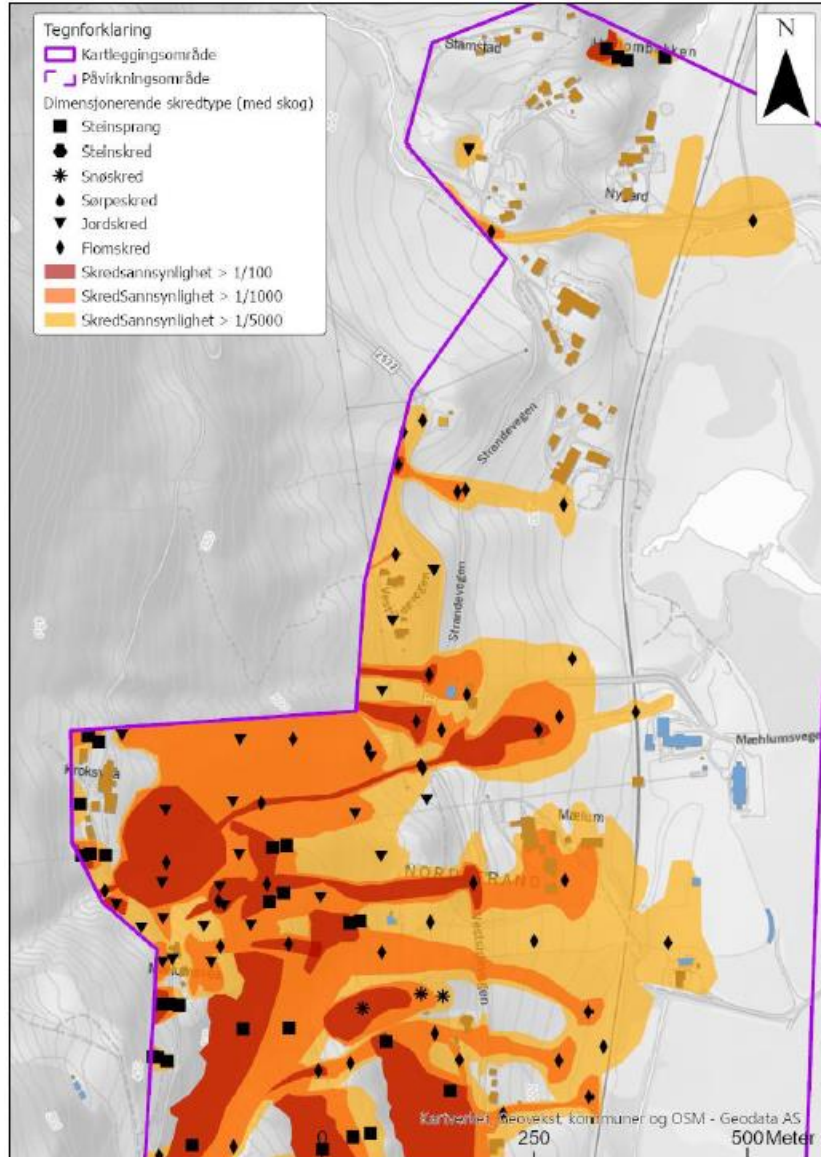 Tegnforklaring
Kartleggingsområde
Påvirkningsområde
Dimensjonerende skredtype (med skog)
Steinsprang
Steinskred
Snøskred
Sørpeskred
Jordskred
Flomskred
Skredsannsynlighet > 1/100
SkredSannsynlighet > 1/1000
SkredSannsynlighet > 1/5000
N
Stamstad
Nygard
2522
Strandevegen
Strandevegen
Mæhlumsvegen
Mælum
NORDSTRAND
Kartverket, Geovekst, kommuner og OSM - Geodata AS
0 250 500 Meter